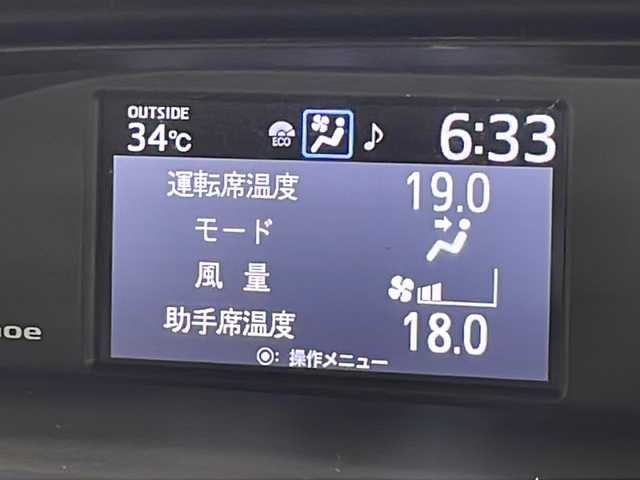 OUTSIDE
34℃ ECO 6:33
運転席温度 19.0
モード
風 量
助手席温度 18.0
: 操作メニュー